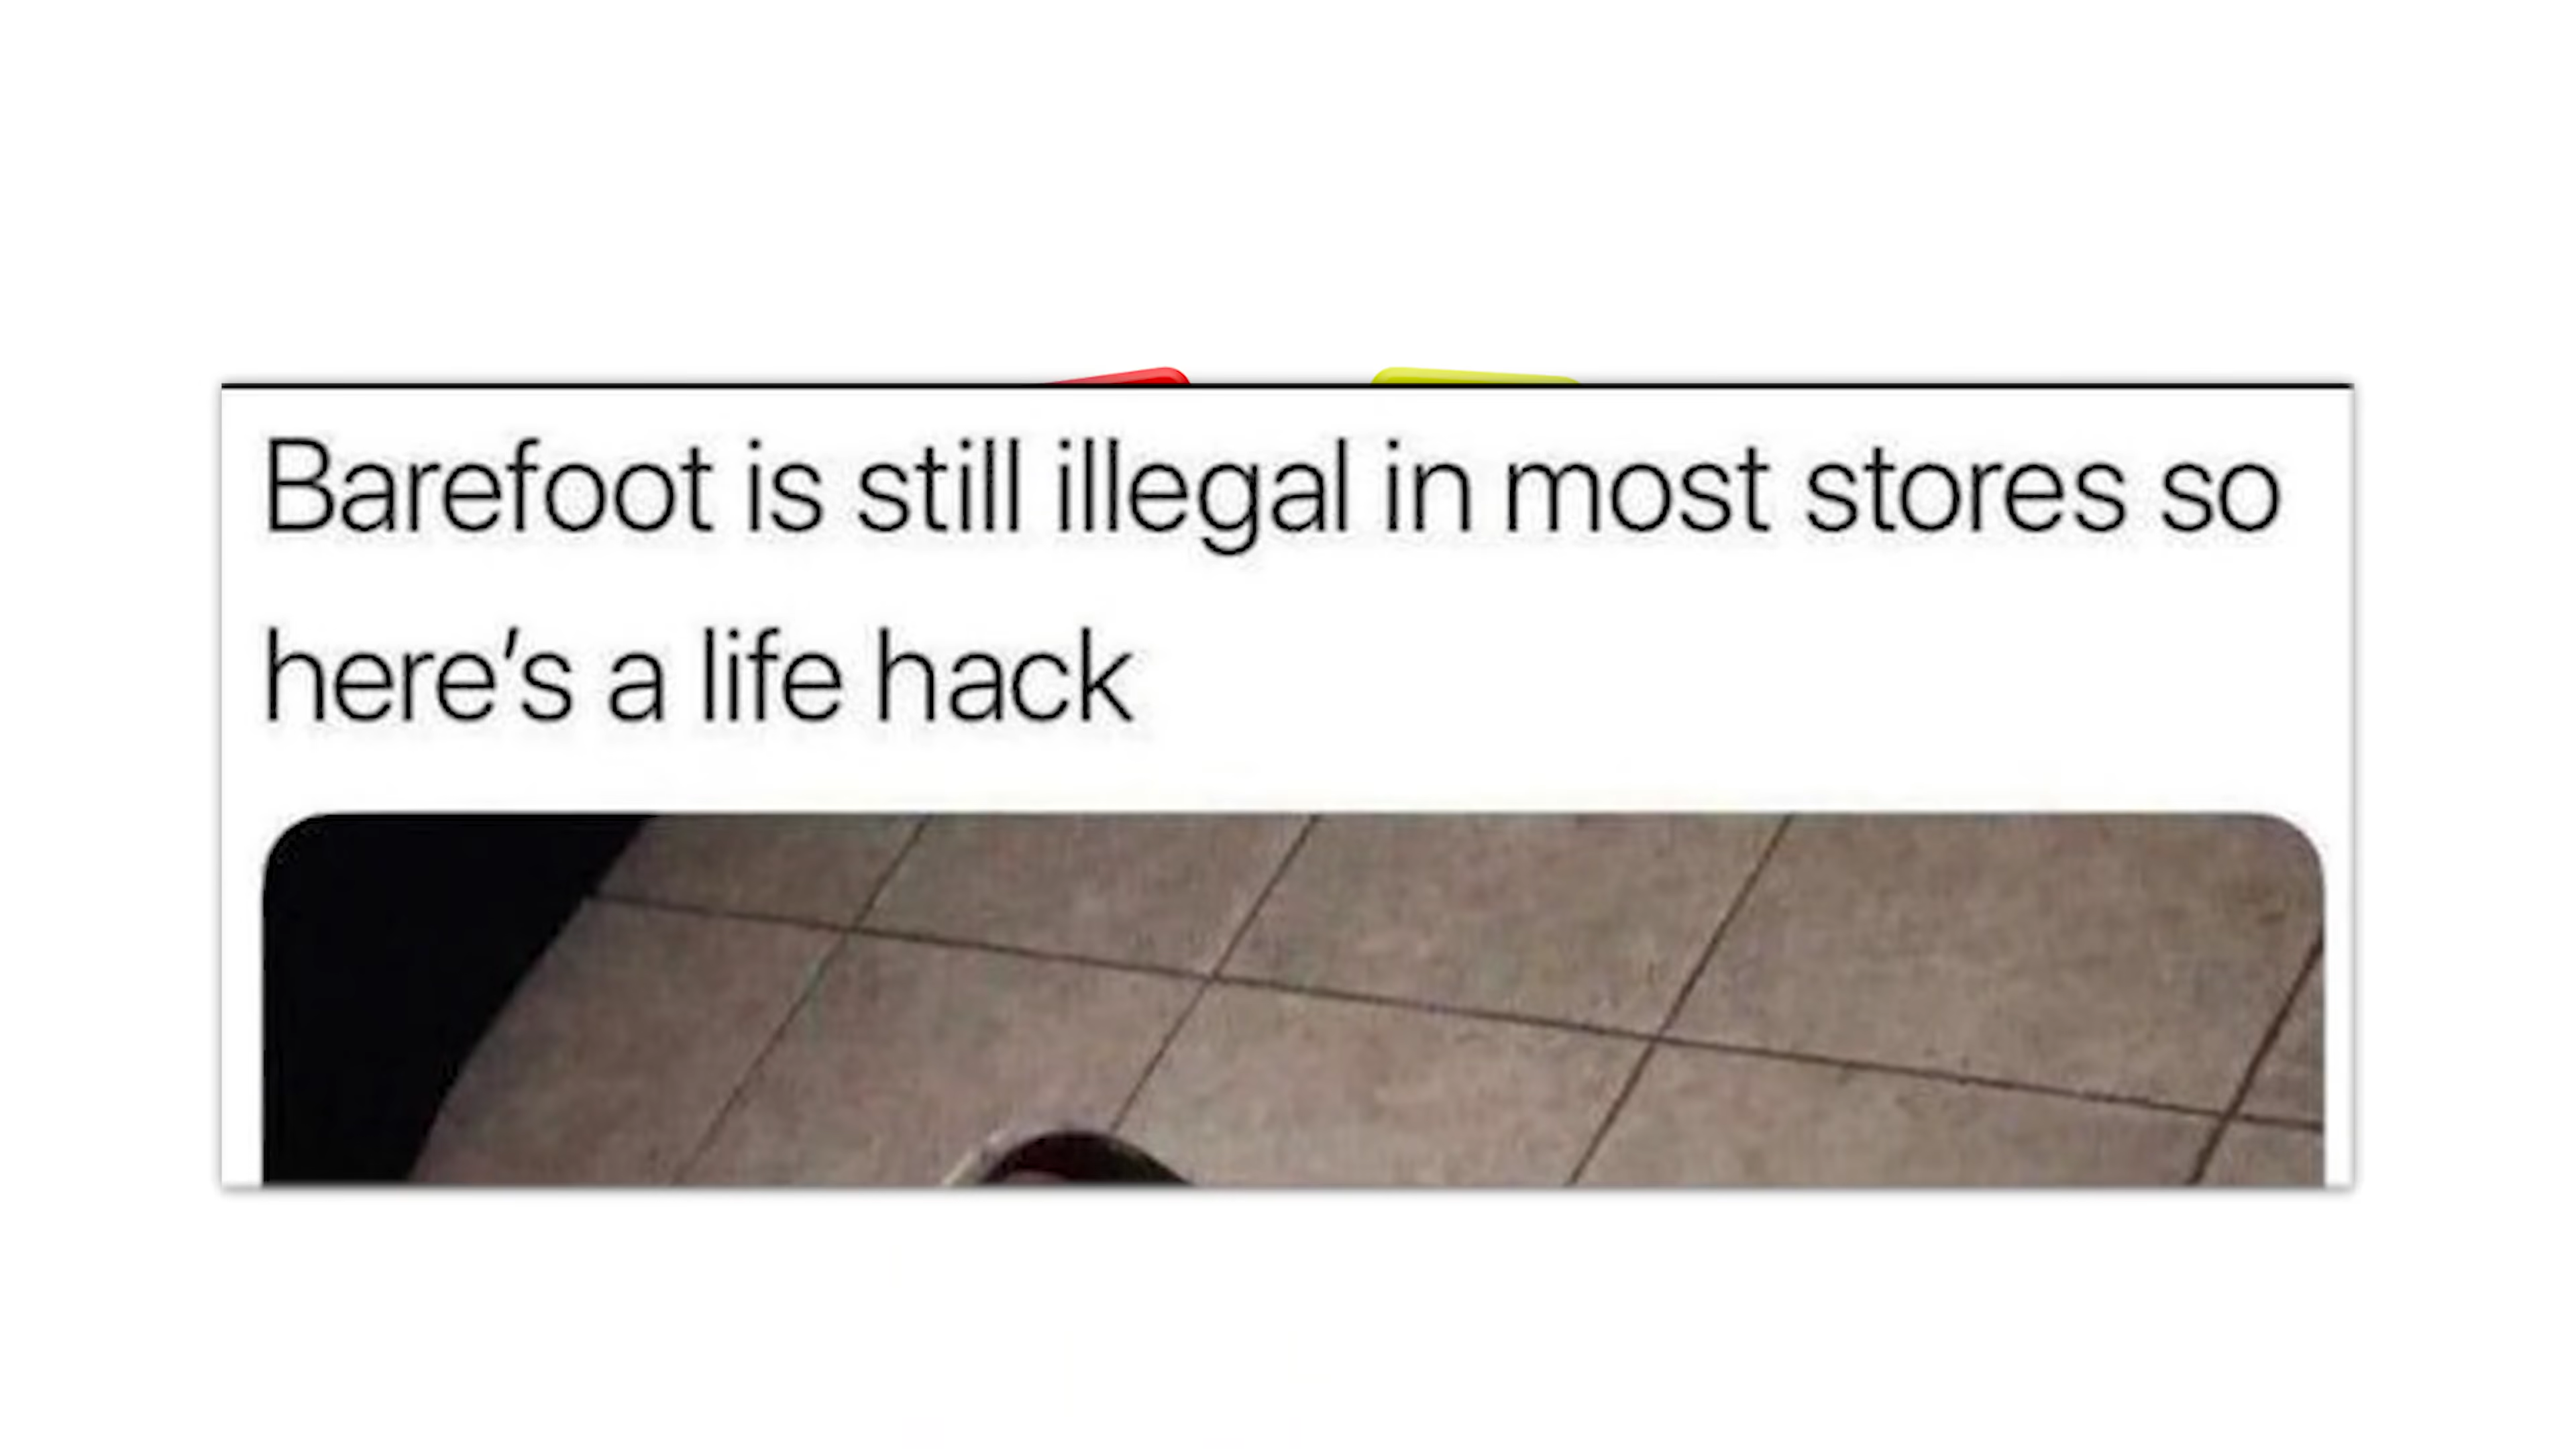 Barefoot is still illegal in most stores so
here’s a life hack